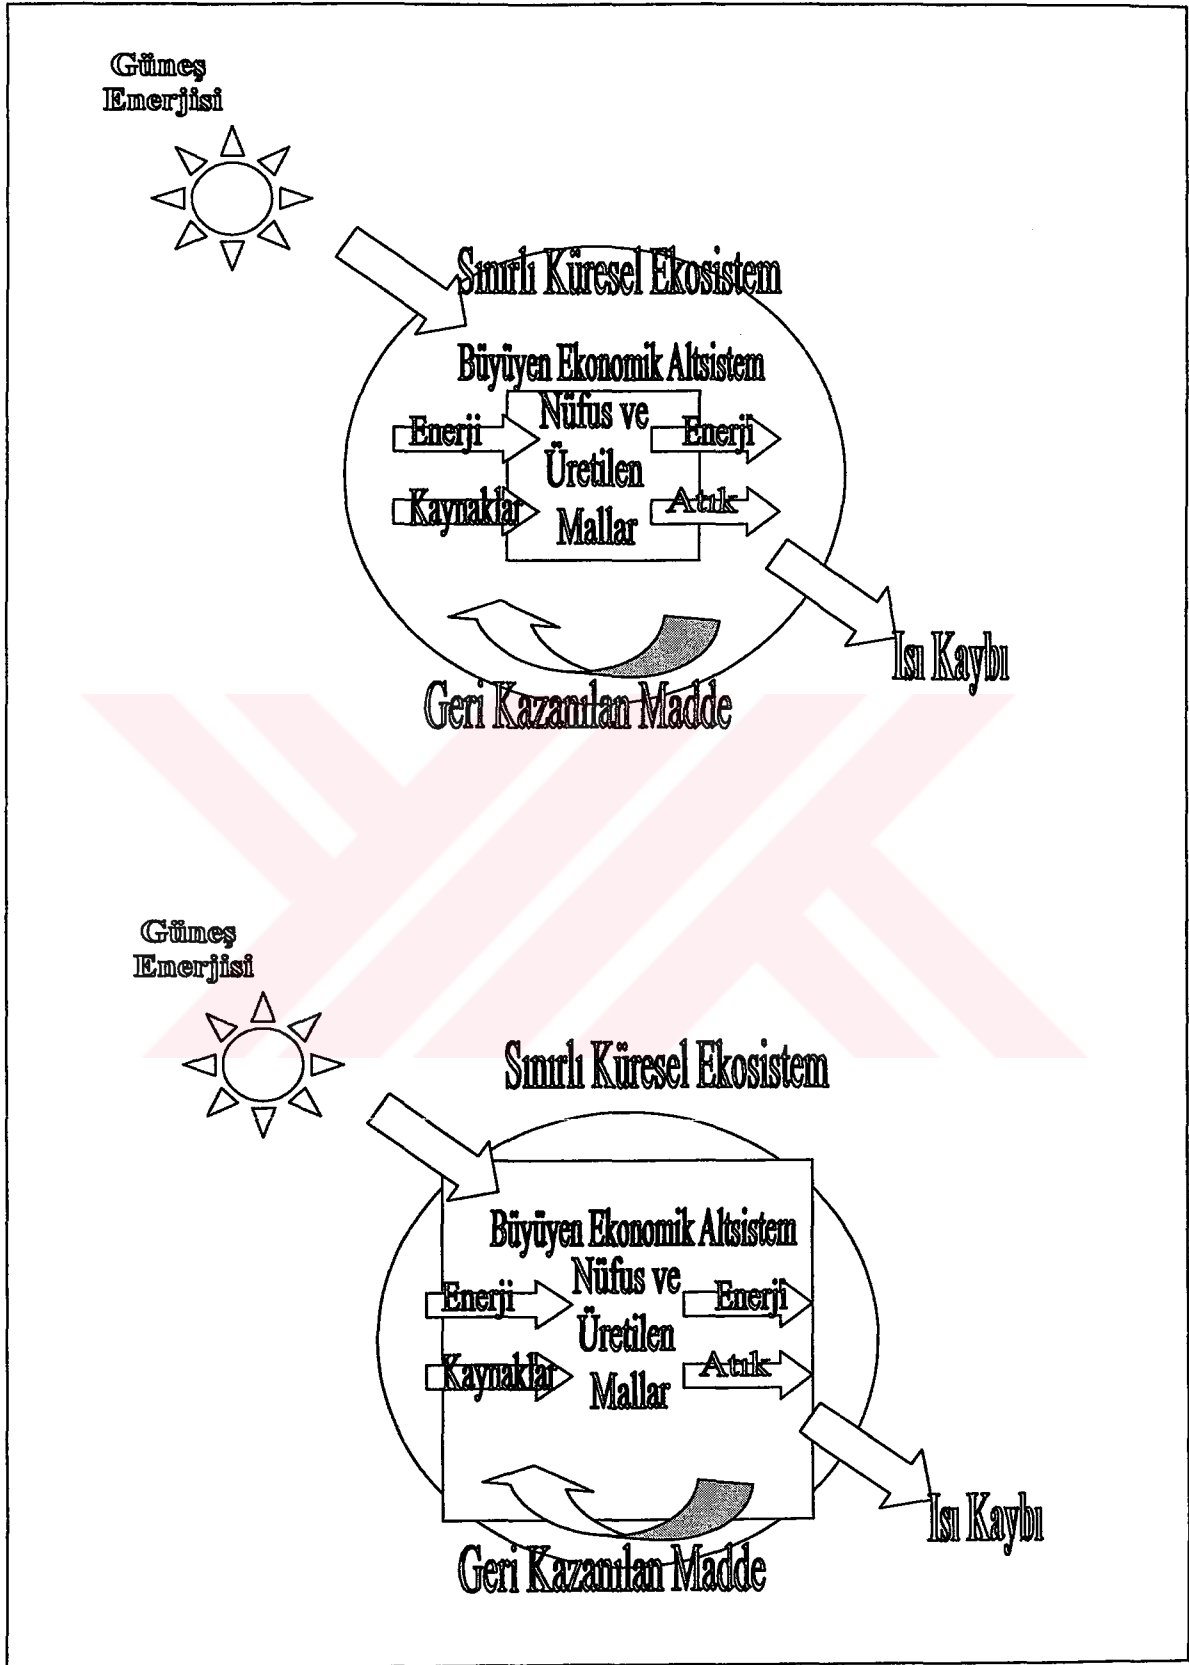 Güneş
Enerjisi
Sınırlı Küresel Ekosistem
Büyüyen Ekonomik Altsistem
Nüfus ve
Enerji
Enerji
Üretilen
Kaynaklar
Atık
Mallar
Isı Kaybı
Geri Kazanılan Madde
Güneş
Enerjisi
Sınırlı Küresel Ekosistem
Büyüyen Ekonomik Altsistem
Nüfus ve
Enerji
Enerji
Üretilen
Kaynaklar
Atık
Mallar
Isı Kaybı
Geri Kazanılan Madde